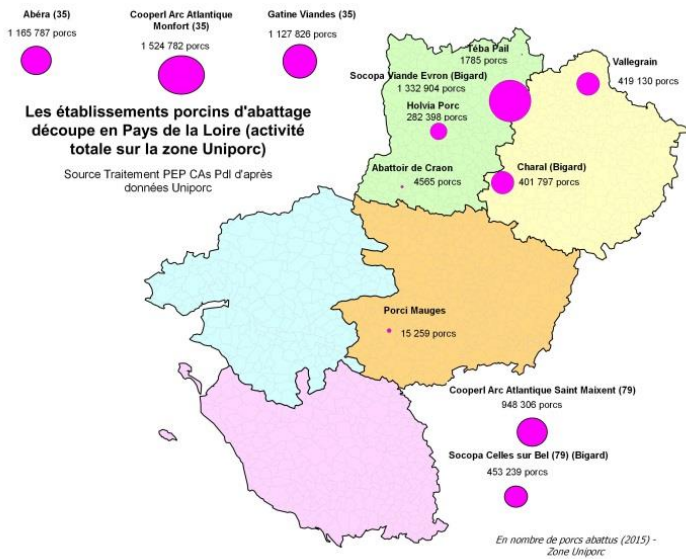 Abéra (35)
1 165 787 porcs
Cooperl Arc Atlantique
Monfort (35)
1 524 782 porcs
Gatine Viandes (35)
1 127 826 porcs
Les établissements porcins d'abattage
découpe en Pays de la Loire (activité
totale sur la zone Uniporc)
Source Traitement PEP CAs Pdl d'après
données Uniporc
Téba Pail
1785 porcs
Socopa Viande Evron (Bigard)
1 332 904 porcs
Holvia Porc
282 398 porcs
Vallegrain
419 130 porcs
Abattoir de Craon
4565 porcs
Charal (Bigard)
401 797 porcs
Porci Mauges
15 259 porcs
Cooperl Arc Atlantique Saint Maixent (79)
948 306 porcs
Socopa Celles sur Bel (79) (Bigard)
453 239 porcs
En nombre de porcs abattus (2015) -
Zone Uniporc